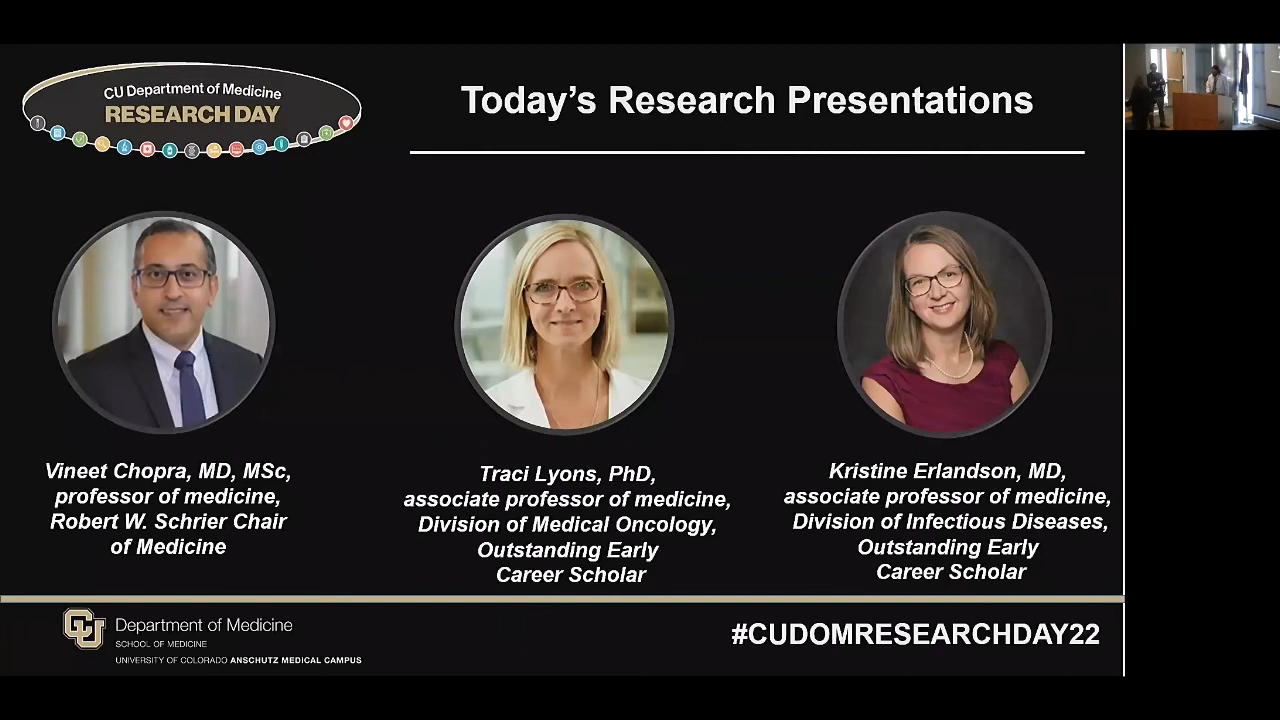 CU Department of Medicine
RESEARCH DAY
Today's Research Presentations
Vineet Chopra, MD, MSc,
professor of medicine,
Robert W. Schrier Chair
of Medicine
Traci Lyons, PhD,
associate professor of medicine,
Division of Medical Oncology,
Outstanding Early
Career Scholar
Kristine Erlandson, MD,
associate professor of medicine,
Division of Infectious Diseases,
Outstanding Early
Career Scholar
CU
Department of Medicine
SCHOOL OF MEDICINE
UNIVERSITY OF COLORADO ANSCHUTZ MEDICAL CAMPUS
#CUDOMRESEARCHDAY22